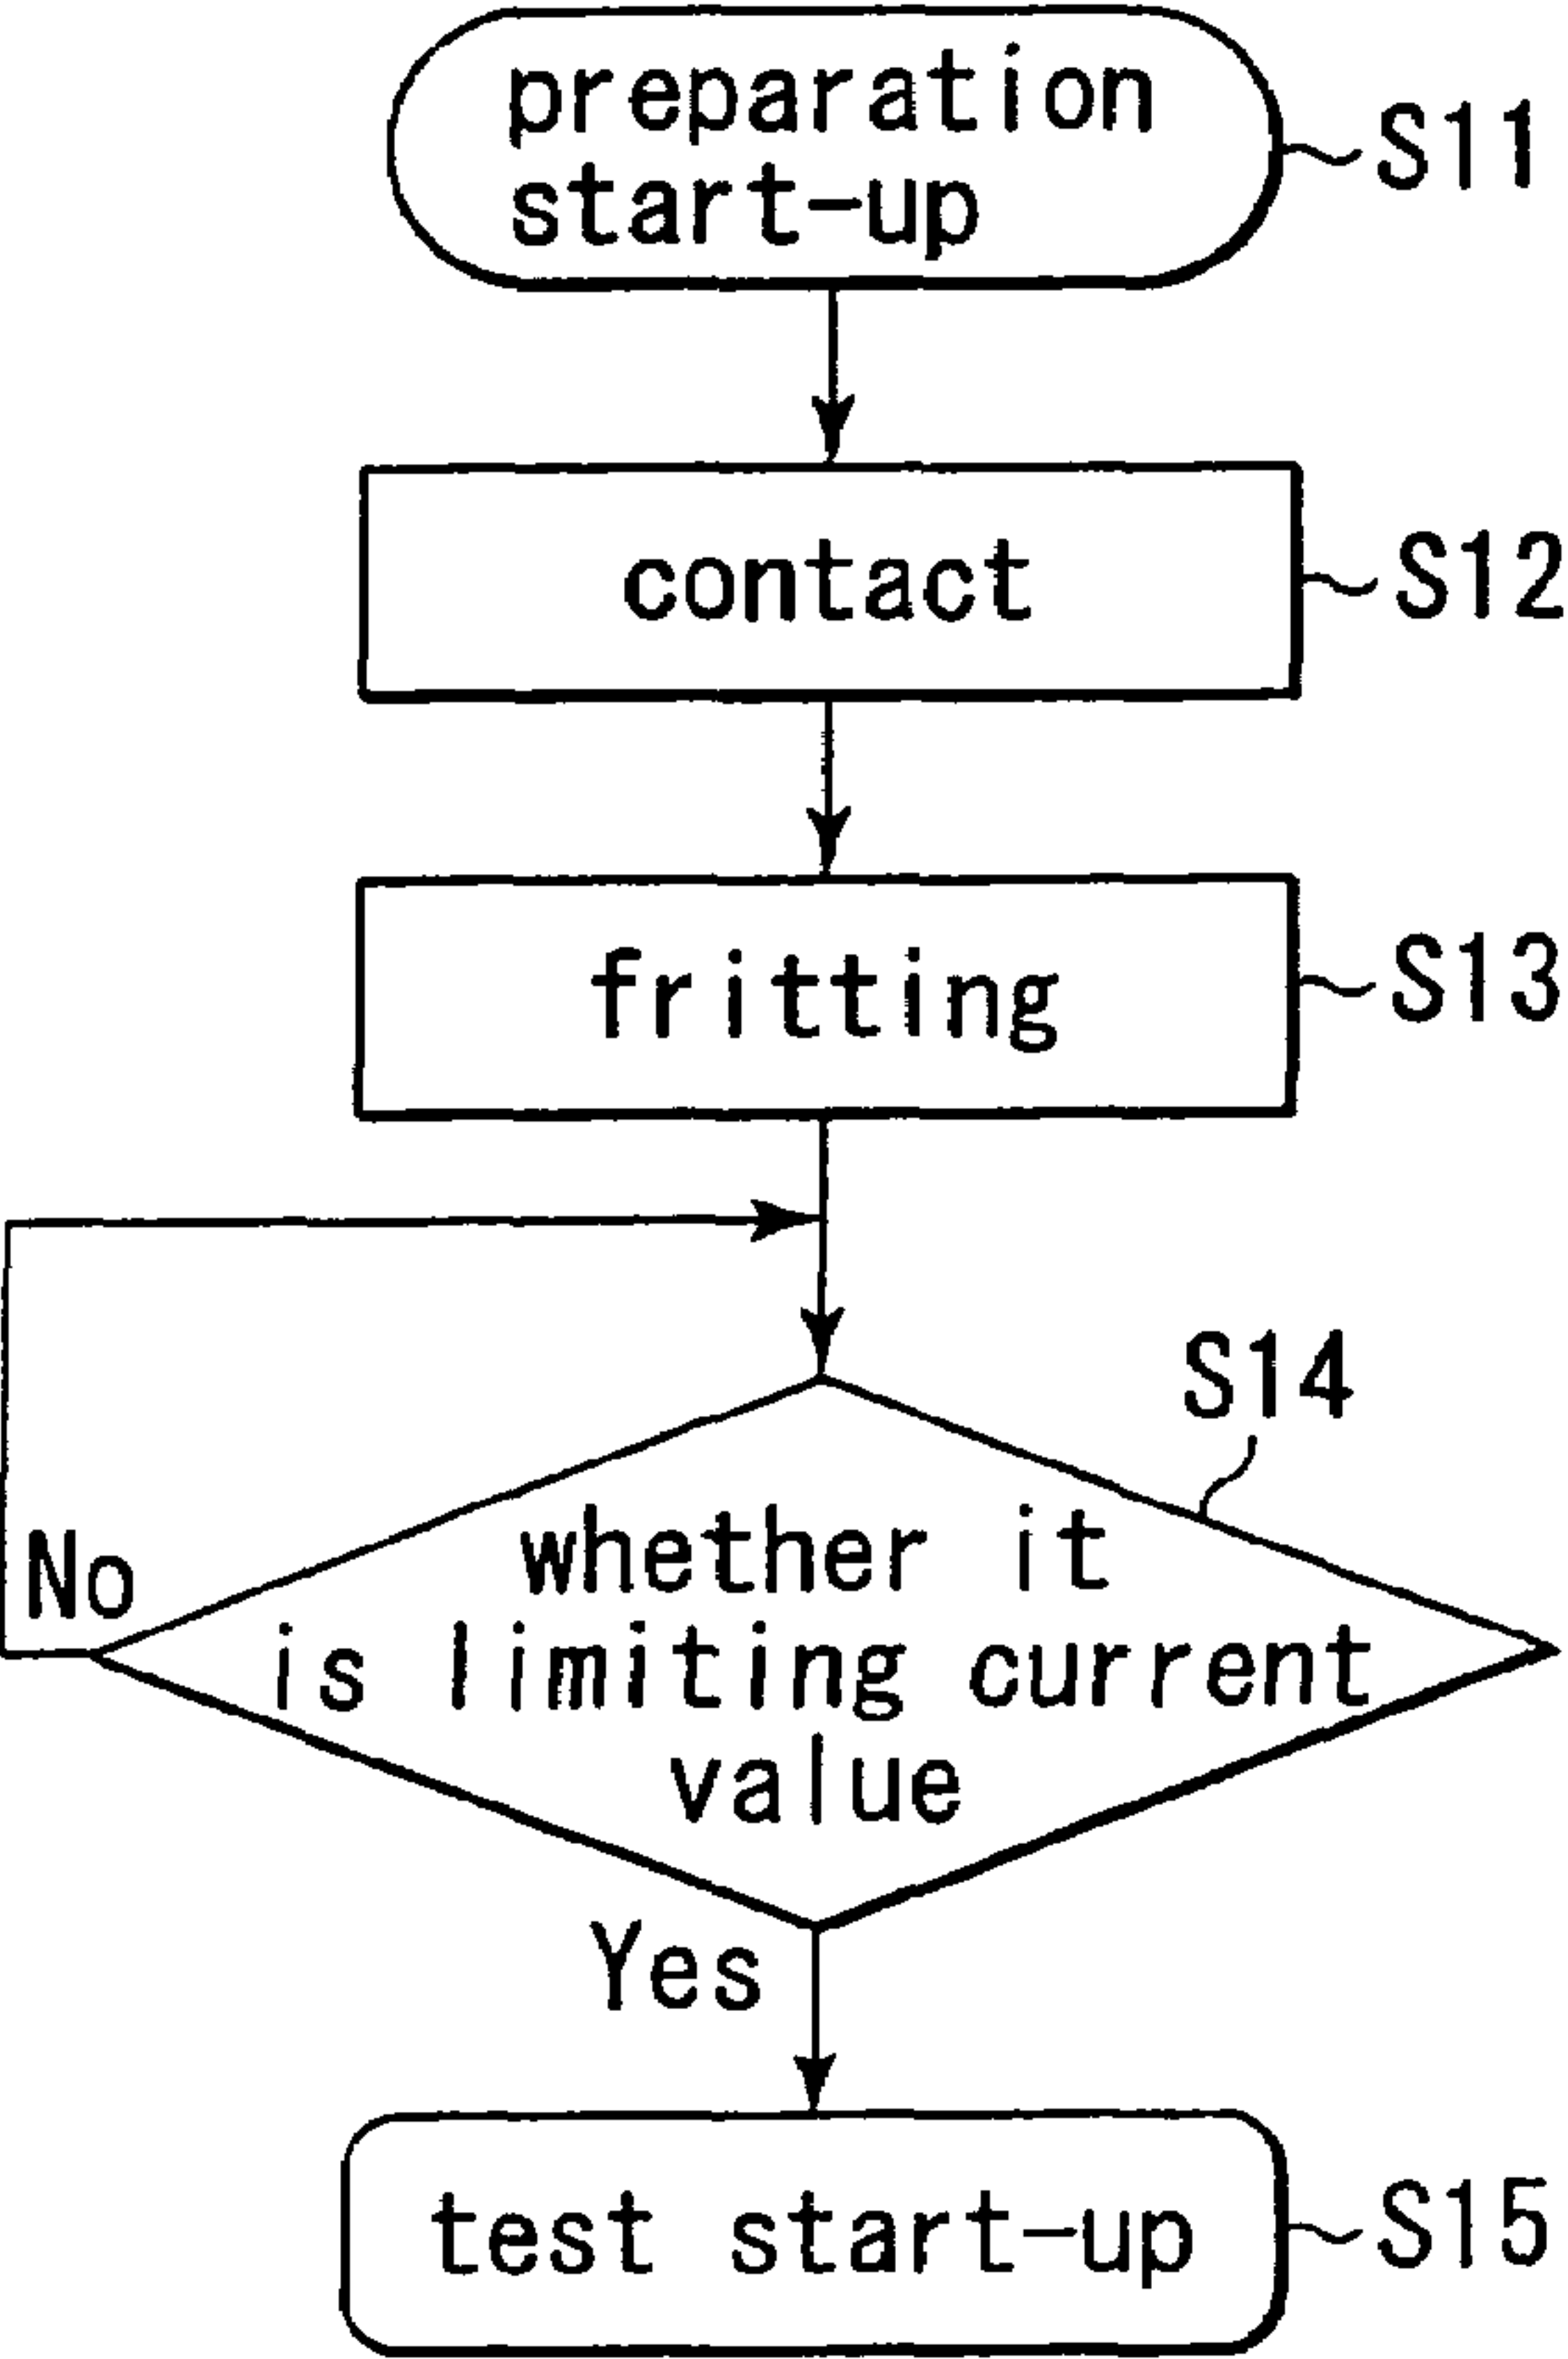 preparation
start-up
S11
contact
S12
fritting
S13
S14
No
whether it
is limiting current
value
Yes
test start-up
S15